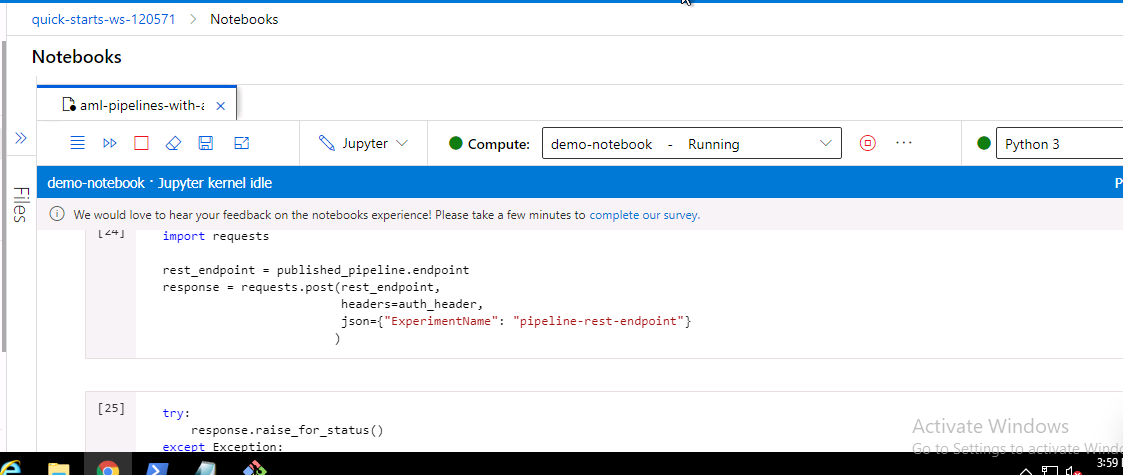 quick-starts-ws-120571 > Notebooks
Notebooks
aml-pipelines-with-a
Jupyter
Compute:
demo-notebook - Running
...
Python 3
Files
demo-notebook · Jupyter kernel idle
P
We would love to hear your feedback on the notebooks experience! Please take a few minutes to complete our survey.
[24]
import requests
rest_endpoint = published_pipeline.endpoint
response = requests.post(rest_endpoint,
headers=auth_header,
json={"ExperimentName": "pipeline-rest-endpoint"}
)
[25]
try:
response.raise_for_status()
except Exception:
Activate Windows
Go to Settings to activate Windo
3:59